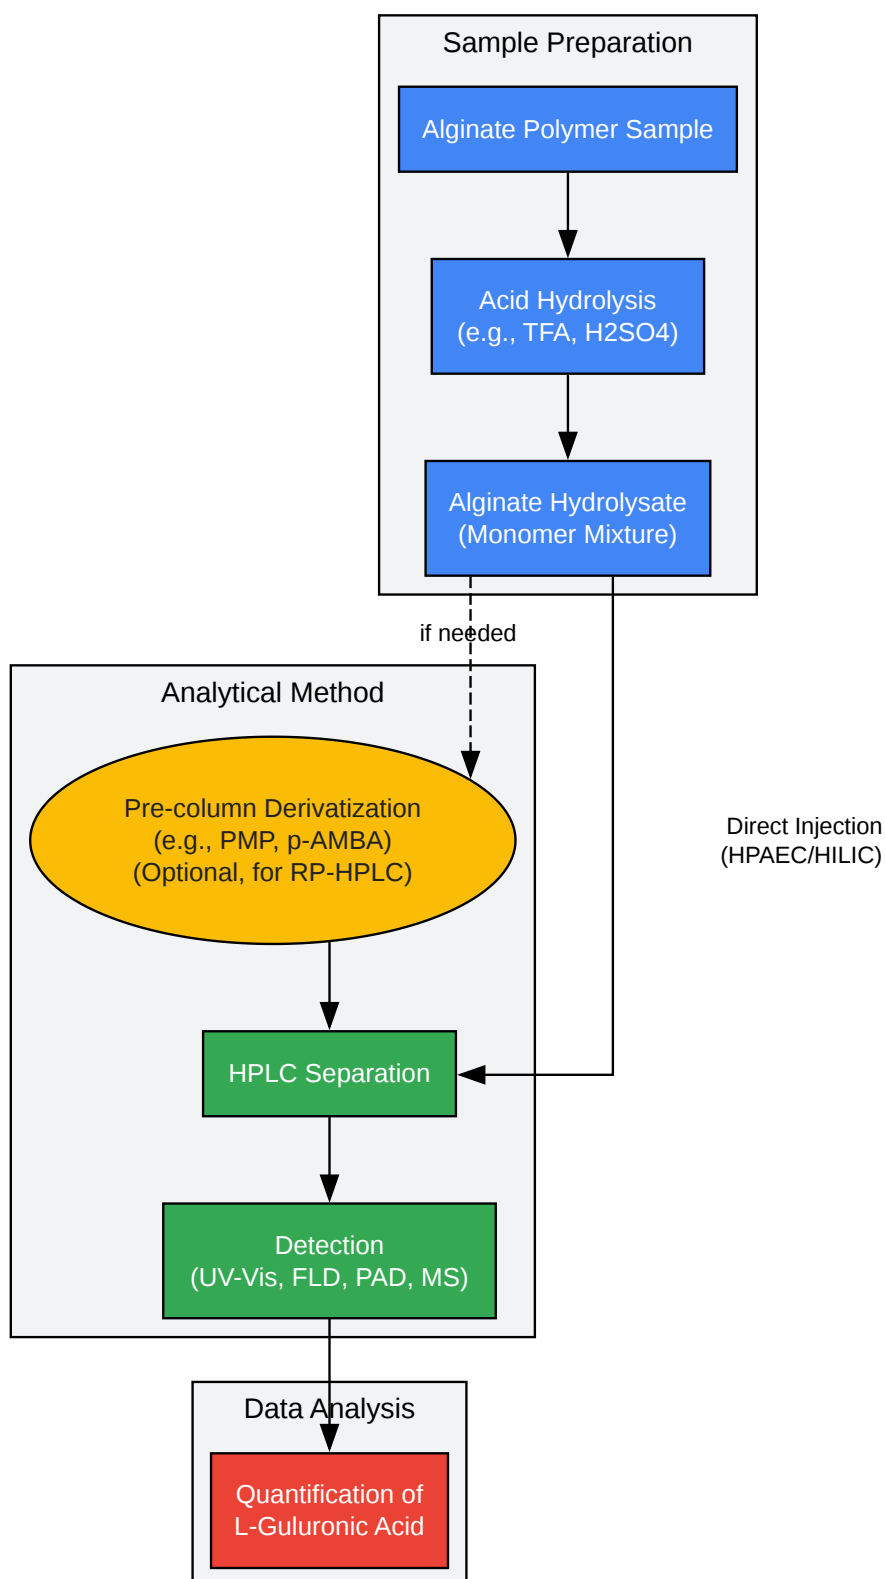 Sample Preparation
Alginate Polymer Sample
Acid Hydrolysis
(e.g., TFA, H2SO4)
Alginate Hydrolysate
(Monomer Mixture)
if needed
Analytical Method
Pre-column Derivatization
(e.g., PMP, p-AMBA)
(Optional, for RP-HPLC)
Direct Injection
(HPAEC/HILIC)
HPLC Separation
Detection
(UV-Vis, FLD, PAD, MS)
Data Analysis
Quantification of
L-Guluronic Acid